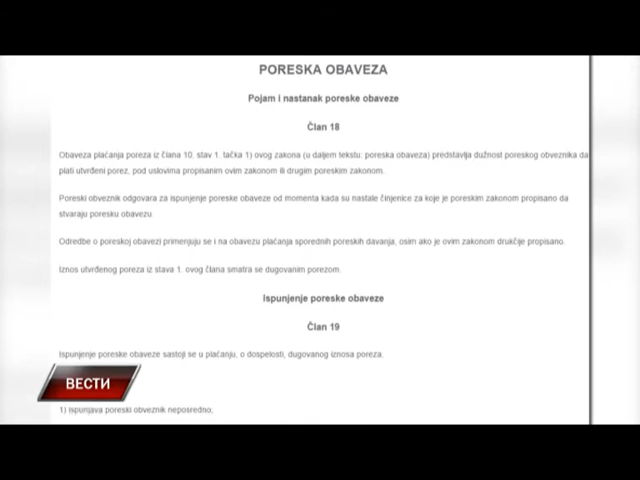 PORESKA OBAVEZA
Pojam i nastanak poreske obaveze
Član 18
Obaveza plaćanja poreza iz člana 10. stav 1. tačka 1) ovog zakona (u daljem tekstu: poreska obaveza) predstavlja dužnost poreskog obveznika da
plati utvrđeni porez, pod uslovima propisanim ovim zakonom ili drugim poreskim zakonom.
Poreski obveznik odgovara za ispunjenje poreske obaveze od momenta kada su nastale činjenice za koje je poreskim zakonom propisano da
stvaraju poresku obavezu.
Odredbe o poreskoj obavezi primenjuju se i na obavezu plaćanja sporednih poreskih davanja, osim ako je ovim zakonom drukčije propisano.
Iznos utvrđenog poreza iz stava 1. ovog člana smatra se dugovanim porezom.
Ispunjenje poreske obaveze
Član 19
Ispunjenje poreske obaveze sastoji se u plaćanju, o dospelosti, dugovanog iznosa poreza.
ВЕСТИ
1) ispunjava poreski obveznik neposredno;